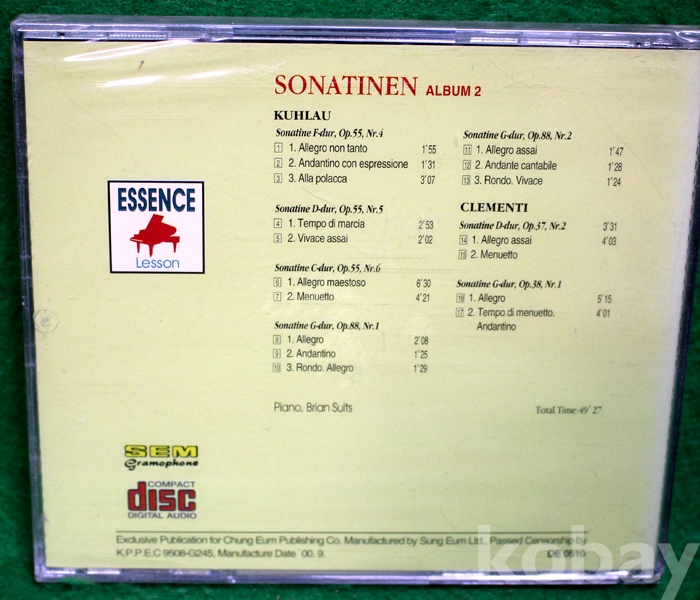 SONATINEN ALBUM 2
KUHLAU
Sonatine F-dur, Op.55, Nr.4
1 1. Allegro non tanto 1'55
2 2. Andantino con espressione 1'31
3 3. Alla polacca 3'07
Sonatine D-dur, Op.55, Nr.5
4 1. Tempo di marcia 2'53
5 2. Vivace assai 2'02
Sonatine C-dur, Op.55, Nr.6
6 1. Allegro maestoso 6'30
7 2. Menuetto 4'21
Sonatine G-dur, Op.88, Nr.1
8 1. Allegro 2'08
9 2. Andantino 1'25
10 3. Rondo. Allegro 1'29
Sonatine G-dur, Op.88, Nr.2
11 1. Allegro assai 1'47
12 2. Andante cantabile 1'28
13 3. Rondo. Vivace 1'24
CLEMENTI
Sonatine D-dur, Op.37, Nr.2 3'31
14 1. Allegro assai 4'03
15 2. Menuetto
Sonatine G-dur, Op.38, Nr.1
16 1. Allegro 5'15
17 2. Tempo di menuetto. 4'01
Andantino
Piano, Brian Suits
Total Time 49'27
ESSENCE
Lesson
SEM
Gramophone
COMPACT
disc
DIGITAL AUDIO
Exclusive Publication for Chung Eum Publishing Co. Manufactured by Sung Eum Ltd., Passed Censorship by
K.P.P.E.C 9508-G245, Manufacture Date '00. 9. DE 0510
kobay